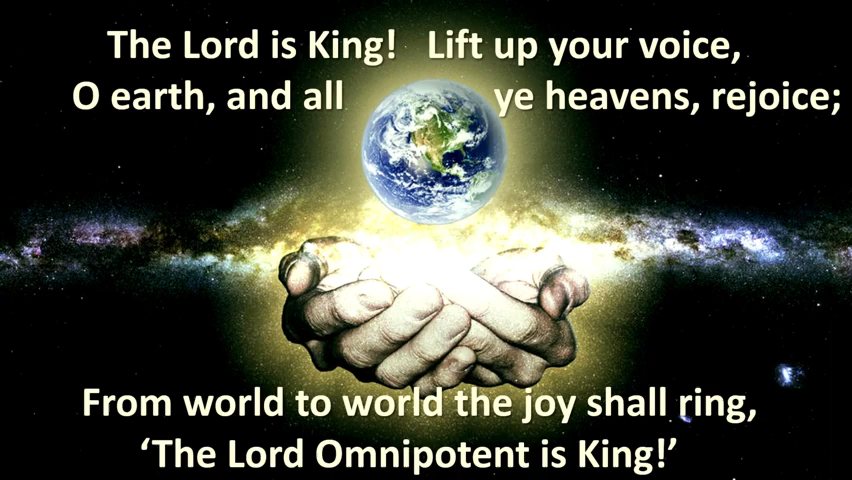 The Lord is King! Lift up your voice,
O earth, and all ye heavens, rejoice;
From world to world the joy shall ring,
‘The Lord Omnipotent is King!’